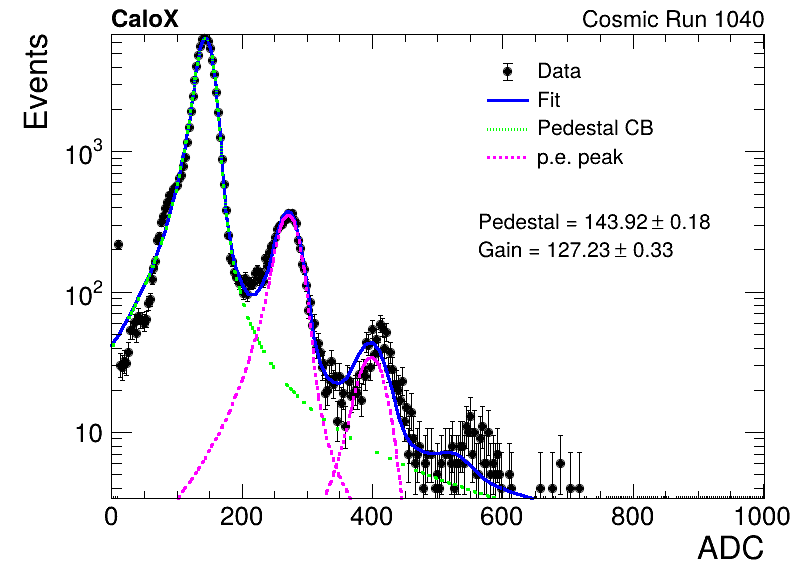 CaloX Cosmic Run 1040
Events
Data
Fit
Pedestal CB
p.e. peak
Pedestal = 143.92 ± 0.18
Gain = 127.23 ± 0.33
10³
10²
10
0 200 400 600 800 1000
ADC